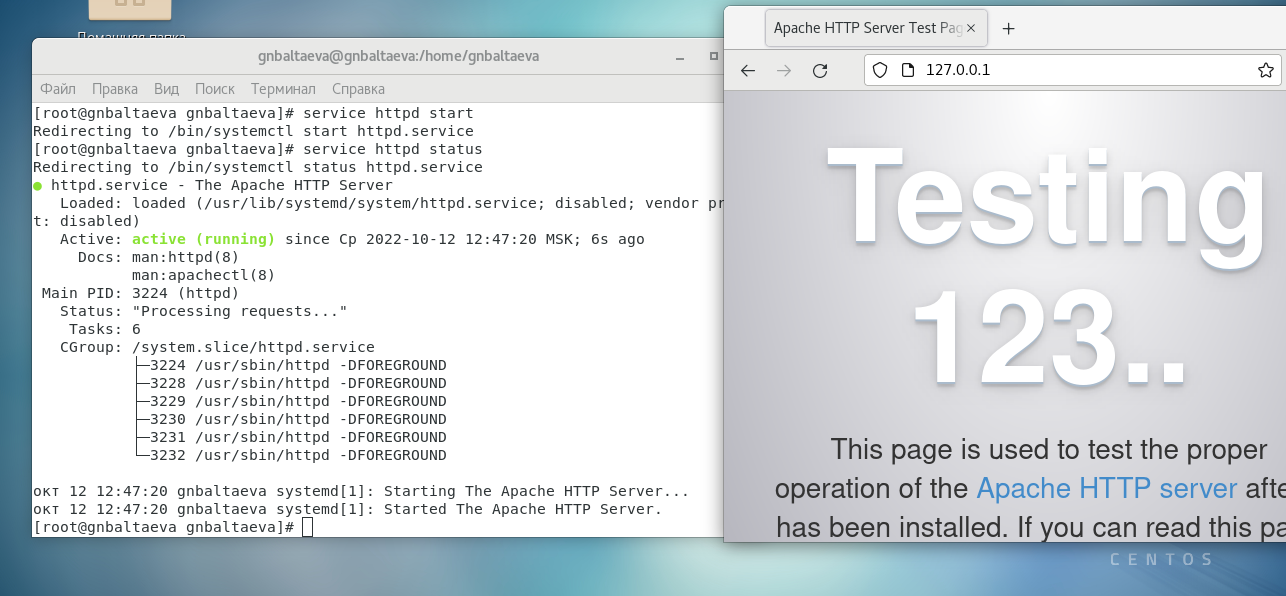 Домашняя папка
gnbaltaeva@gnbaltaeva:/home/gnbaltaeva
Файл Правка Вид Поиск Терминал Справка
[root@gnbaltaeva gnbaltaeva]# service httpd start
Redirecting to /bin/systemctl start httpd.service
[root@gnbaltaeva gnbaltaeva]# service httpd status
Redirecting to /bin/systemctl status httpd.service
● httpd.service - The Apache HTTP Server
   Loaded: loaded (/usr/lib/systemd/system/httpd.service; disabled; vendor pr
t: disabled)
   Active: active (running) since Ср 2022-10-12 12:47:20 MSK; 6s ago
     Docs: man:httpd(8)
           man:apachectl(8)
 Main PID: 3224 (httpd)
   Status: "Processing requests..."
    Tasks: 6
   CGroup: /system.slice/httpd.service
           ├─3224 /usr/sbin/httpd -DFOREGROUND
           ├─3228 /usr/sbin/httpd -DFOREGROUND
           ├─3229 /usr/sbin/httpd -DFOREGROUND
           ├─3230 /usr/sbin/httpd -DFOREGROUND
           ├─3231 /usr/sbin/httpd -DFOREGROUND
           └─3232 /usr/sbin/httpd -DFOREGROUND
окт 12 12:47:20 gnbaltaeva systemd[1]: Starting The Apache HTTP Server...
окт 12 12:47:20 gnbaltaeva systemd[1]: Started The Apache HTTP Server.
[root@gnbaltaeva gnbaltaeva]#
Apache HTTP Server Test Pag
127.0.0.1
Testing
123..
This page is used to test the proper
operation of the Apache HTTP server afte
has been installed. If you can read this pa
CENTOS